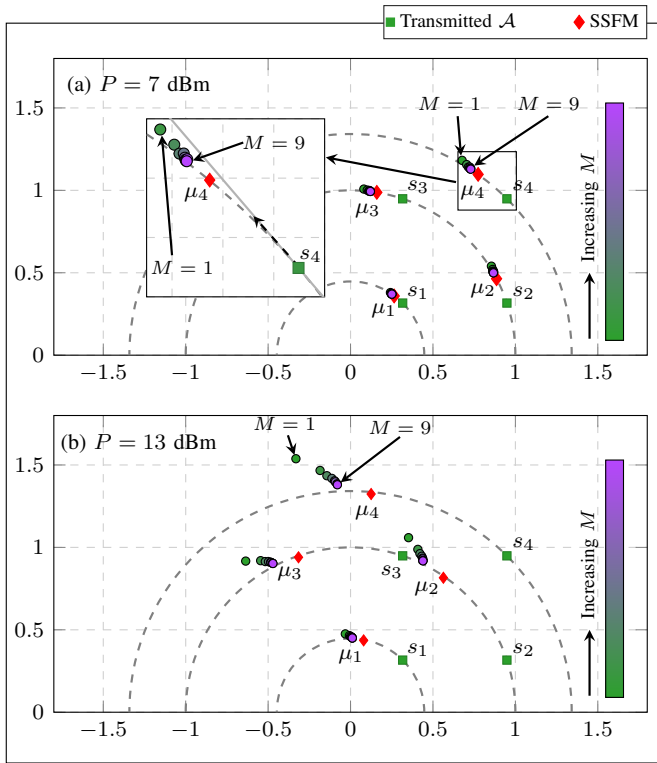 Transmitted 𝒜 SSFM
(a) P = 7 dBm
M = 1
M = 9
M = 9
μ4
s4
M = 1
μ4
s4
μ3
s3
μ2
s2
μ1
s1
Increasing M
1.5
1
0.5
0
−1.5 −1 −0.5 0 0.5 1 1.5
(b) P = 13 dBm
M = 1
M = 9
μ4
s4
μ3
s3
μ2
μ1
s1
s2
Increasing M
1.5
1
0.5
0
−1.5 −1 −0.5 0 0.5 1 1.5